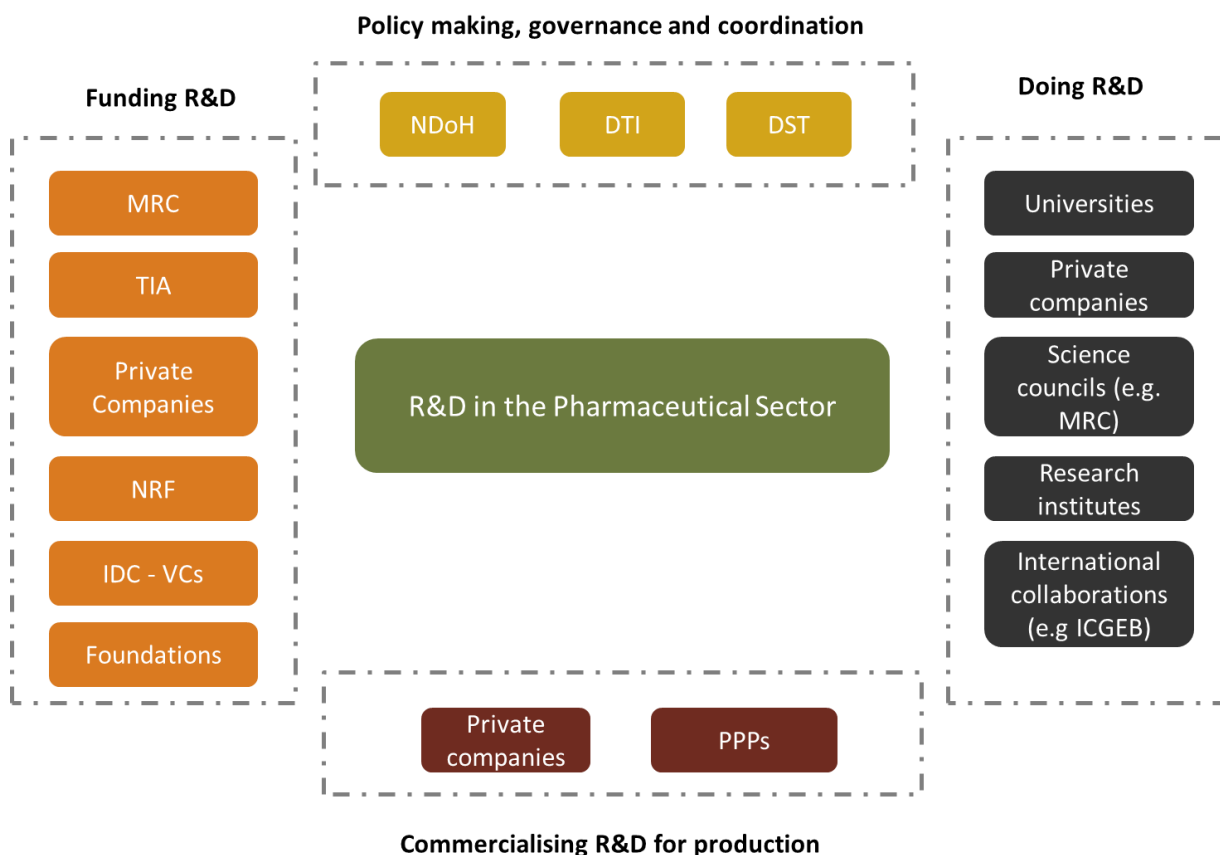 Policy making, governance and coordination
Funding R&D
Doing R&D
NDoH
DTI
DST
MRC
TIA
Private
Companies
NRF
IDC - VCs
Foundations
R&D in the Pharmaceutical Sector
Universities
Private
companies
Science
councils (e.g.
MRC)
Research
institutes
International
collaborations
(e.g ICGEB)
Private
companies
PPPs
Commercialising R&D for production